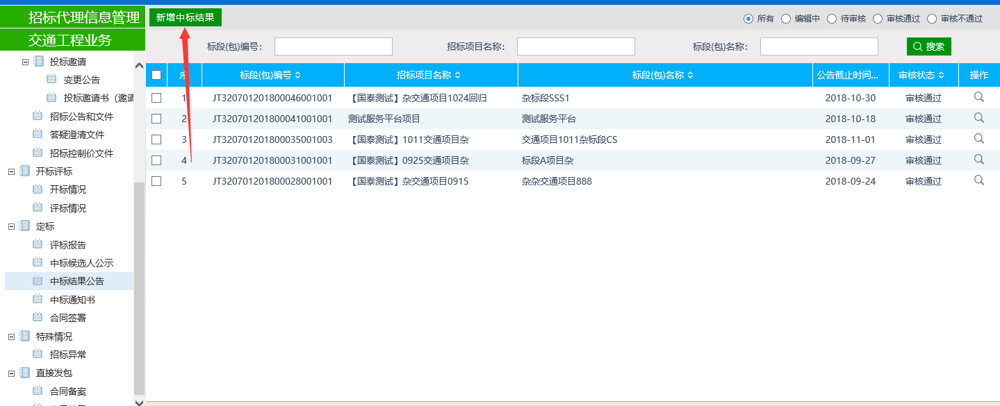 招标代理信息管理
交通工程业务
投标邀请
变更公告
投标邀请书（邀请
招标公告和文件
答疑澄清文件
招标控制价文件
开标评标
开标情况
评标情况
定标
评标报告
中标候选人公示
中标结果公告
中标通知书
合同签署
特殊情况
招标异常
直接发包
合同备案
新增中标结果
所有 编辑中 待审核 审核通过 审核不通过
标段(包)编号： 招标项目名称： 标段(包)名称： 搜索
序 标段(包)编号 招标项目名称 标段(包)名称 公告截止时间... 审核状态 操作
1 JT320701201800046001001 【国泰测试】杂交通项目1024回归 杂标段SSS1 2018-10-30 审核通过
2 JT320701201800041001001 测试服务平台项目 测试服务平台 2018-10-18 审核通过
3 JT320701201800035001003 【国泰测试】1011交通项目杂 交通项目1011杂标段CS 2018-11-01 审核通过
4 JT320701201800031001001 【国泰测试】0925交通项目杂 标段A项目杂 2018-09-27 审核通过
5 JT320701201800028001001 【国泰测试】杂交通项目0915 杂杂交通项目888 2018-09-24 审核通过